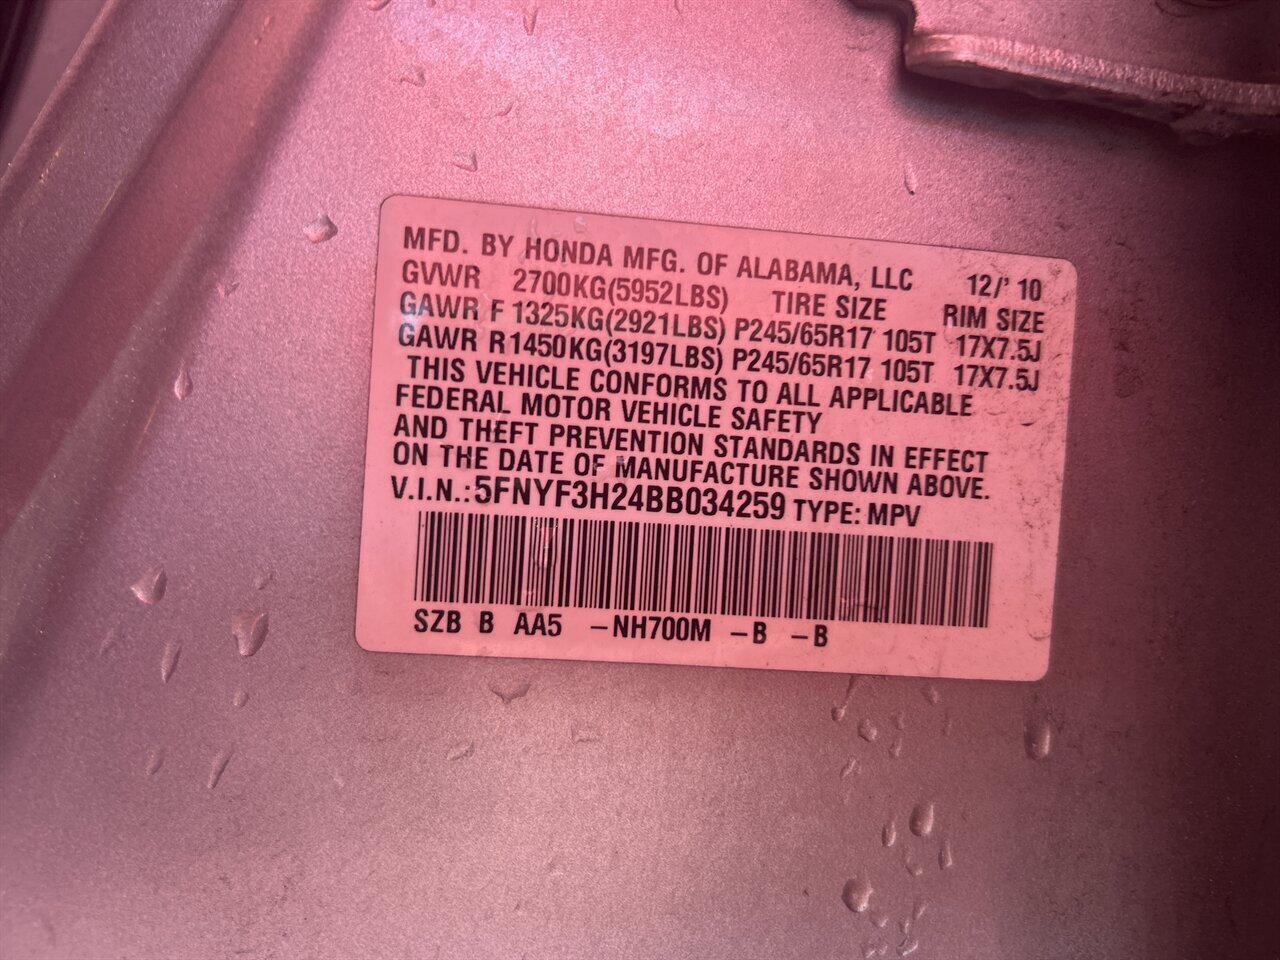 MFD. BY HONDA MFG. OF ALABAMA, LLC 12/'10
GVWR 2700KG(5952LBS) TIRE SIZE RIM SIZE
GAWR F 1325KG(2921LBS) P245/65R17 105T 17X7.5J
GAWR R 1450KG(3197LBS) P245/65R17 105T 17X7.5J
THIS VEHICLE CONFORMS TO ALL APPLICABLE
FEDERAL MOTOR VEHICLE SAFETY
AND THEFT PREVENTION STANDARDS IN EFFECT
ON THE DATE OF MANUFACTURE SHOWN ABOVE.
V.I.N.: 5FNYF3H24BB034259 TYPE: MPV
SZB B AA5 –NH700M –B –B